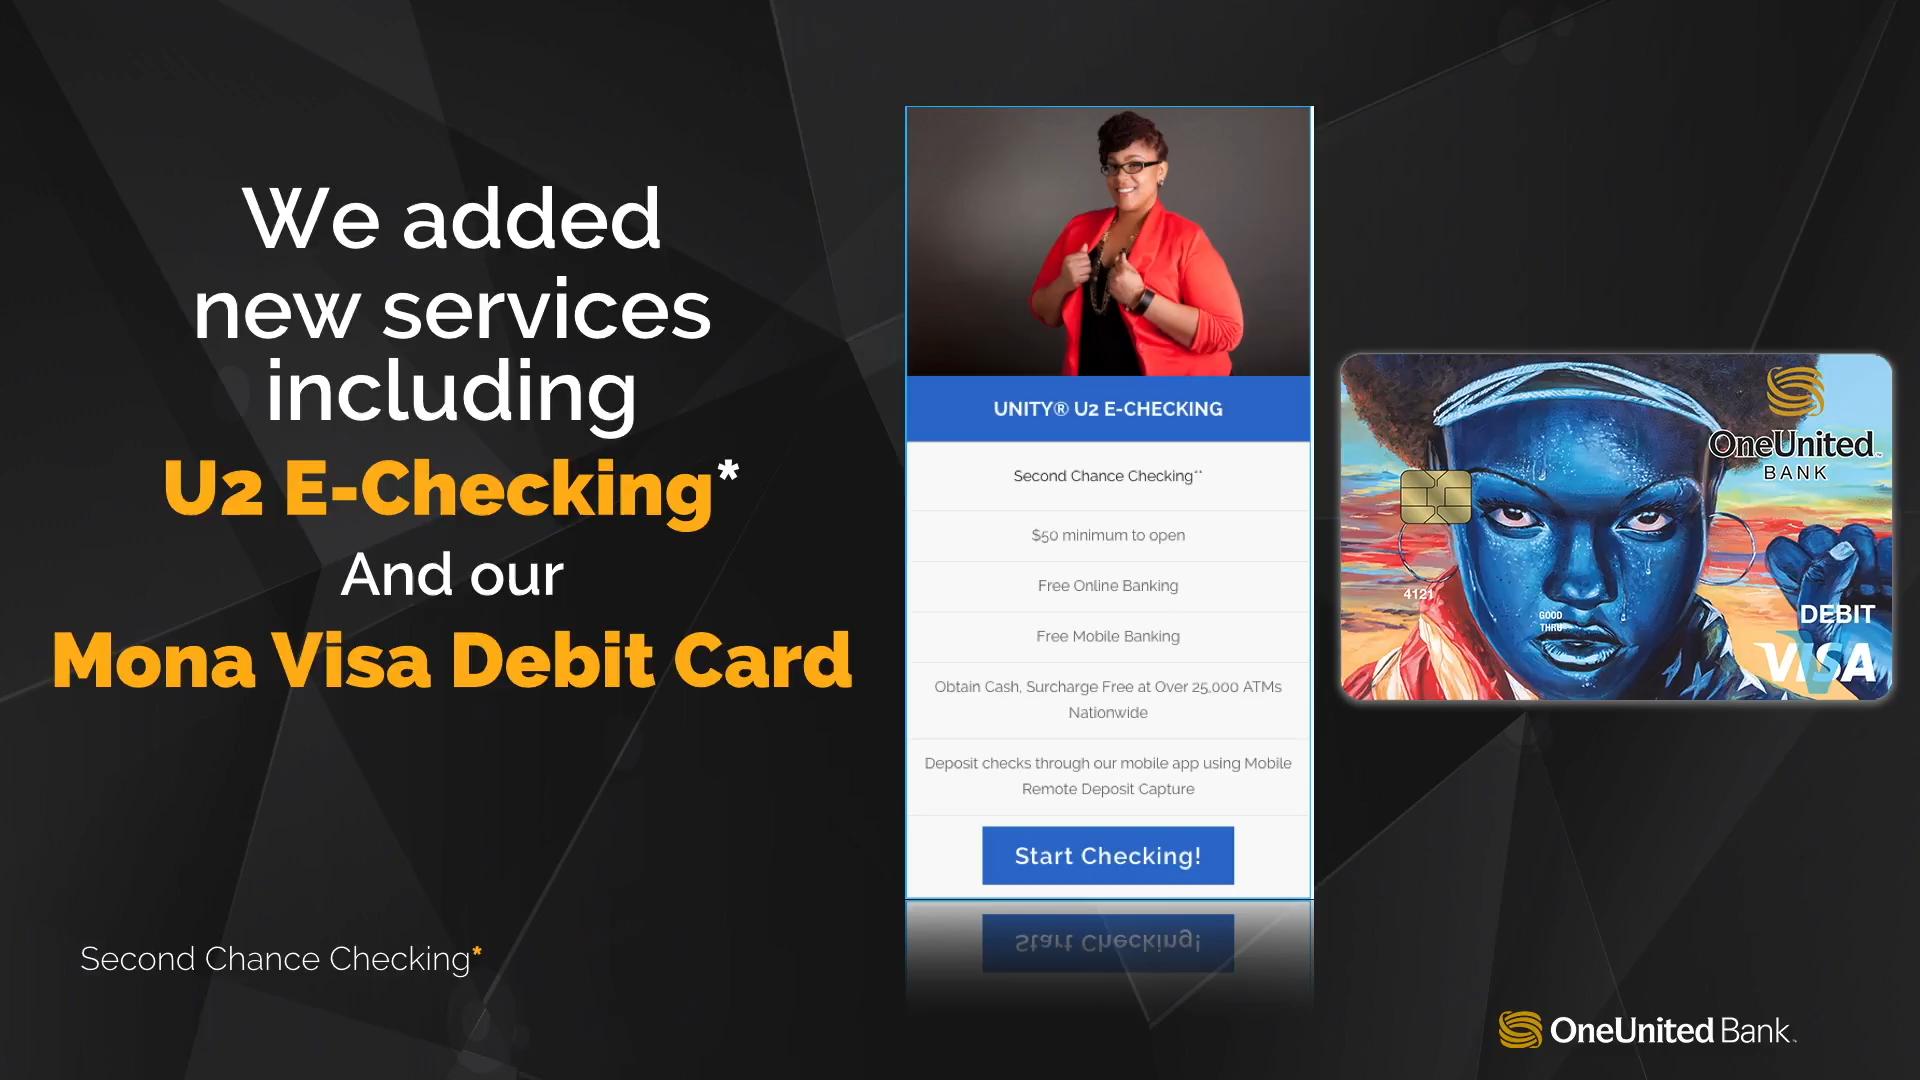 We added
new services
including
U2 E-Checking*
And our
Mona Visa Debit Card
Second Chance Checking*
UNITY® U2 E-CHECKING
Second Chance Checking**
$50 minimum to open
Free Online Banking
Free Mobile Banking
Obtain Cash, Surcharge Free at Over 25,000 ATMs
Nationwide
Deposit checks through our mobile app using Mobile
Remote Deposit Capture
Start Checking!
Start Checking!
OneUnited
BANK
4121
GOOD
THRU
DEBIT
VISA
OneUnited Bank